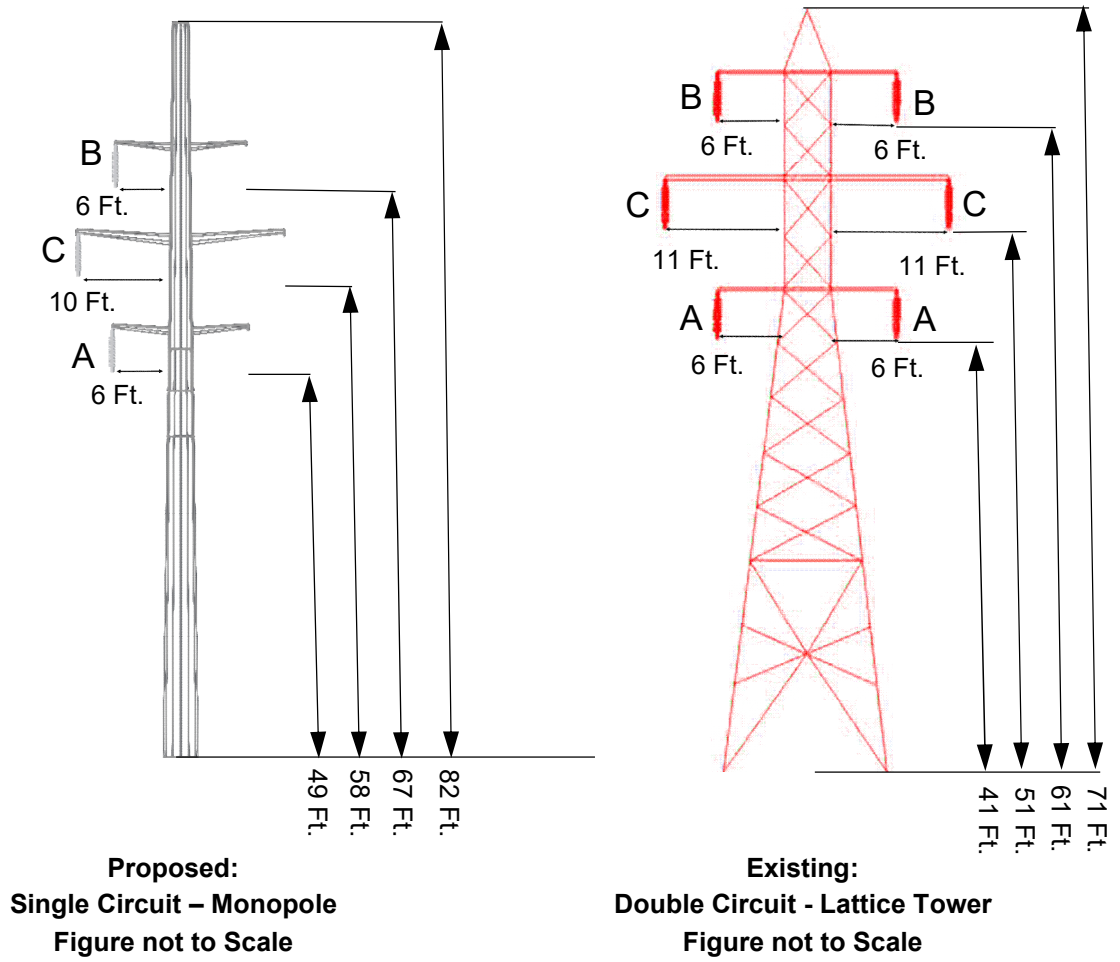 B
6 Ft.
C
10 Ft.
A
6 Ft.
49 Ft.
58 Ft.
67 Ft.
82 Ft.
Proposed:
Single Circuit – Monopole
Figure not to Scale
B
B
6 Ft.
6 Ft.
C
C
11 Ft.
11 Ft.
A
A
6 Ft.
6 Ft.
41 Ft.
51 Ft.
61 Ft.
71 Ft.
Existing:
Double Circuit - Lattice Tower
Figure not to Scale